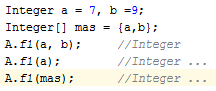 Integer a = 7, b =9;
Integer[] mas = {a,b};
A.f1(a, b); //Integer
A.f1(a); //Integer ...
A.f1(mas); //Integer ...